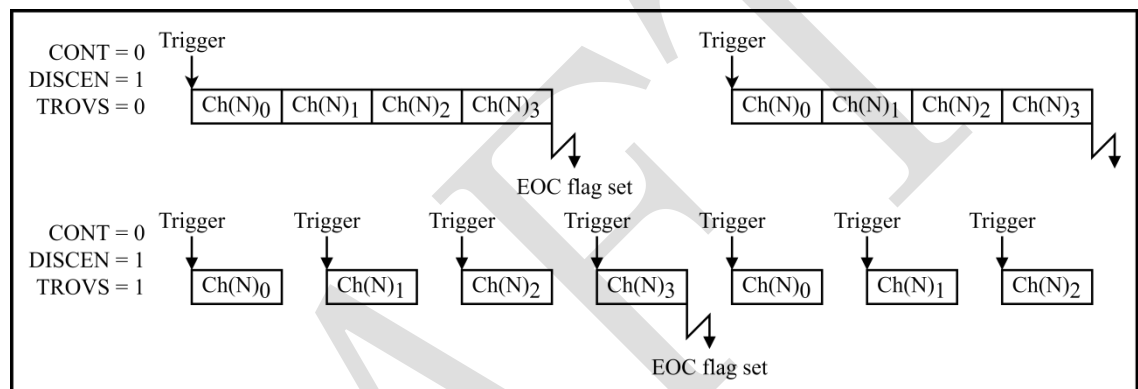 CONT = 0
DISCEN = 1
TROVS = 0
Trigger
Trigger
Ch(N)0 Ch(N)1 Ch(N)2 Ch(N)3
Ch(N)0 Ch(N)1 Ch(N)2 Ch(N)3
EOC flag set
CONT = 0
DISCEN = 1
TROVS = 1
Trigger Trigger Trigger Trigger Trigger Trigger Trigger
Ch(N)0 Ch(N)1 Ch(N)2 Ch(N)3 Ch(N)0 Ch(N)1 Ch(N)2
EOC flag set